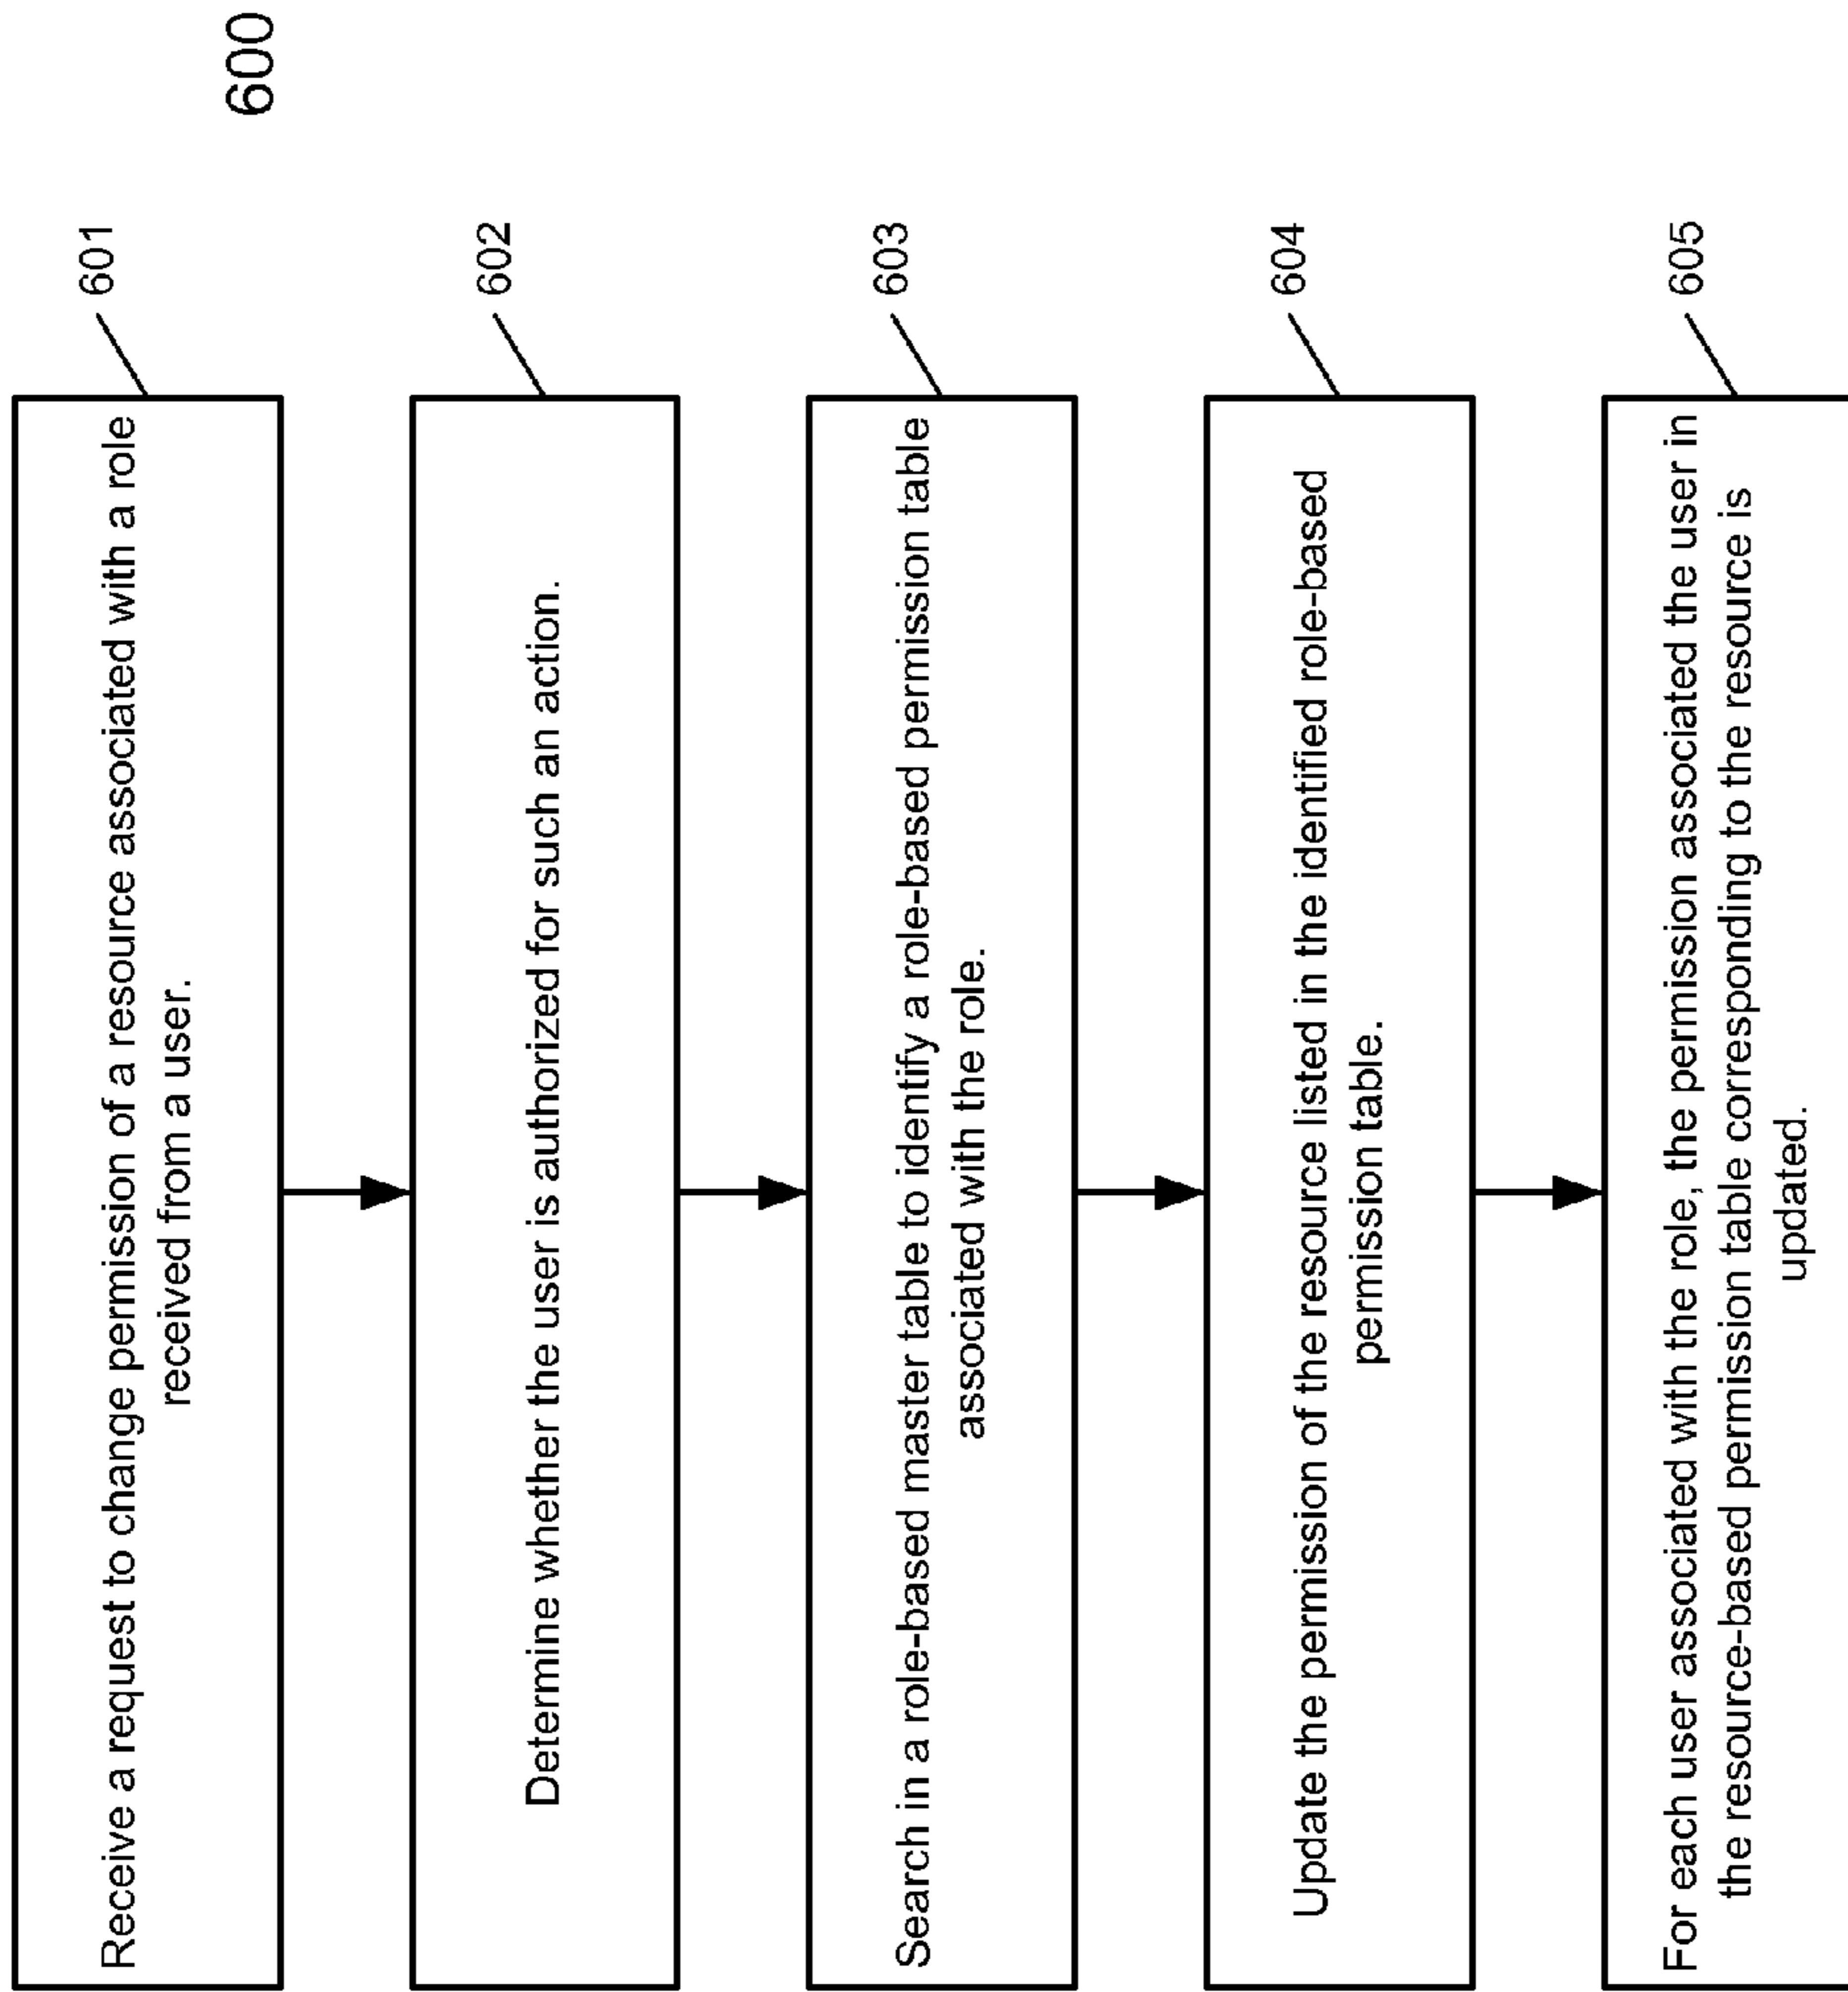 600
601
Receive a request to change permission of a resource associated with a role
received from a user.
602
Determine whether the user is authorized for such an action.
603
Search in a role-based master table to identify a role-based permission table
associated with the role.
604
Update the permission of the resource listed in the identified role-based
permission table.
605
For each user associated with the role, the permission associated the user in
the resource-based permission table corresponding to the resource is
updated.